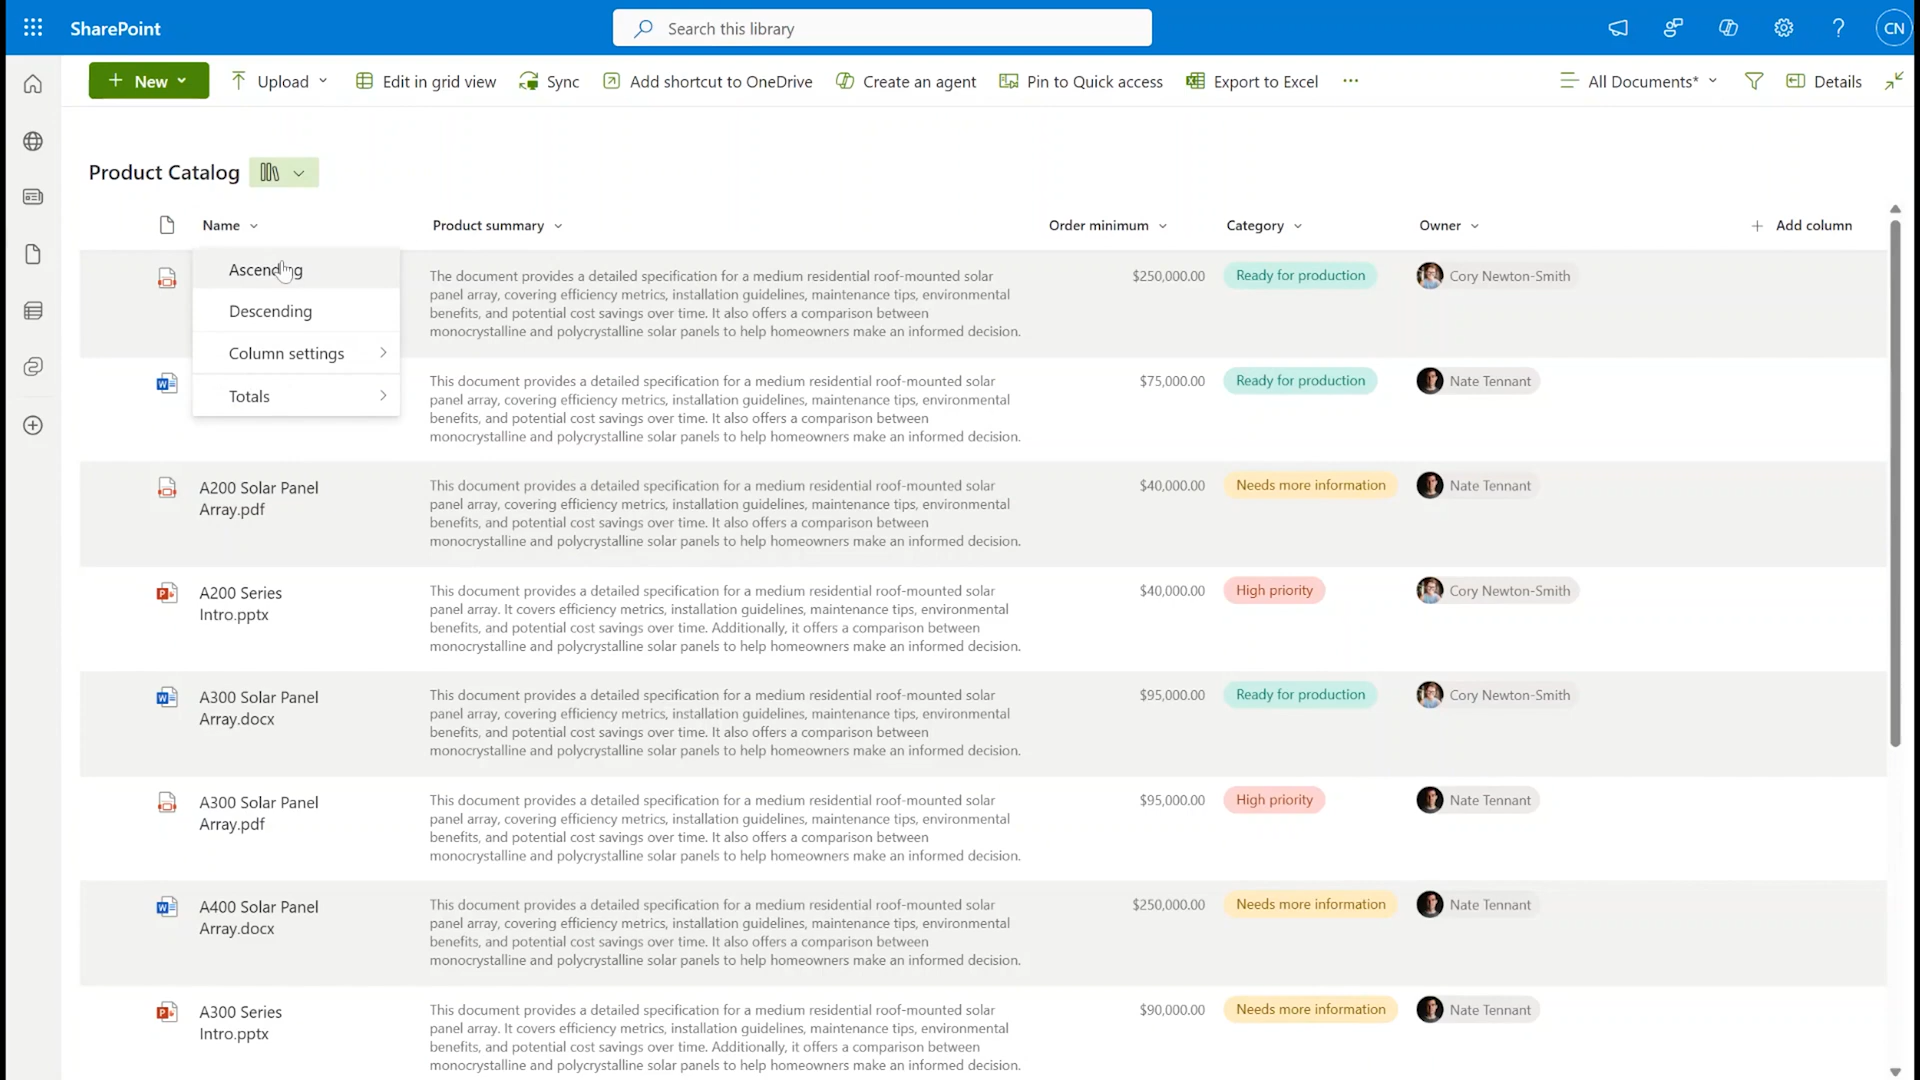 SharePoint
Search this library
CN
New
Upload
Edit in grid view
Sync
Add shortcut to OneDrive
Create an agent
Pin to Quick access
Export to Excel
All Documents*
Details
Product Catalog
Name
Product summary
Order minimum
Category
Owner
Add column
Ascending
Descending
Column settings
Totals
The document provides a detailed specification for a medium residential roof-mounted solar
panel array, covering efficiency metrics, installation guidelines, maintenance tips, environmental
benefits, and potential cost savings over time. It also offers a comparison between
monocrystalline and polycrystalline solar panels to help homeowners make an informed decision.
$250,000.00
Ready for production
Cory Newton-Smith
This document provides a detailed specification for a medium residential roof-mounted solar
panel array, covering efficiency metrics, installation guidelines, maintenance tips, environmental
benefits, and potential cost savings over time. It also offers a comparison between
monocrystalline and polycrystalline solar panels to help homeowners make an informed decision.
$75,000.00
Ready for production
Nate Tennant
A200 Solar Panel
Array.pdf
This document provides a detailed specification for a medium residential roof-mounted solar
panel array, covering efficiency metrics, installation guidelines, maintenance tips, environmental
benefits, and potential cost savings over time. It also offers a comparison between
monocrystalline and polycrystalline solar panels to help homeowners make an informed decision.
$40,000.00
Needs more information
Nate Tennant
A200 Series
Intro.pptx
This document provides a detailed specification for a medium residential roof-mounted solar
panel array. It covers efficiency metrics, installation guidelines, maintenance tips, environmental
benefits, and potential cost savings over time. Additionally, it offers a comparison between
monocrystalline and polycrystalline solar panels to help homeowners make an informed decision.
$40,000.00
High priority
Cory Newton-Smith
A300 Solar Panel
Array.docx
This document provides a detailed specification for a medium residential roof-mounted solar
panel array, covering efficiency metrics, installation guidelines, maintenance tips, environmental
benefits, and potential cost savings over time. It also offers a comparison between
monocrystalline and polycrystalline solar panels to help homeowners make an informed decision.
$95,000.00
Ready for production
Cory Newton-Smith
A300 Solar Panel
Array.pdf
This document provides a detailed specification for a medium residential roof-mounted solar
panel array, covering efficiency metrics, installation guidelines, maintenance tips, environmental
benefits, and potential cost savings over time. It also offers a comparison between
monocrystalline and polycrystalline solar panels to help homeowners make an informed decision.
$95,000.00
High priority
Nate Tennant
A400 Solar Panel
Array.docx
This document provides a detailed specification for a medium residential roof-mounted solar
panel array, covering efficiency metrics, installation guidelines, maintenance tips, environmental
benefits, and potential cost savings over time. It also offers a comparison between
monocrystalline and polycrystalline solar panels to help homeowners make an informed decision.
$250,000.00
Needs more information
Nate Tennant
A300 Series
Intro.pptx
This document provides a detailed specification for a medium residential roof-mounted solar
panel array. It covers efficiency metrics, installation guidelines, maintenance tips, environmental
benefits, and potential cost savings over time. Additionally, it offers a comparison between
monocrystalline and polycrystalline solar panels to help homeowners make an informed decision.
$90,000.00
Needs more information
Nate Tennant